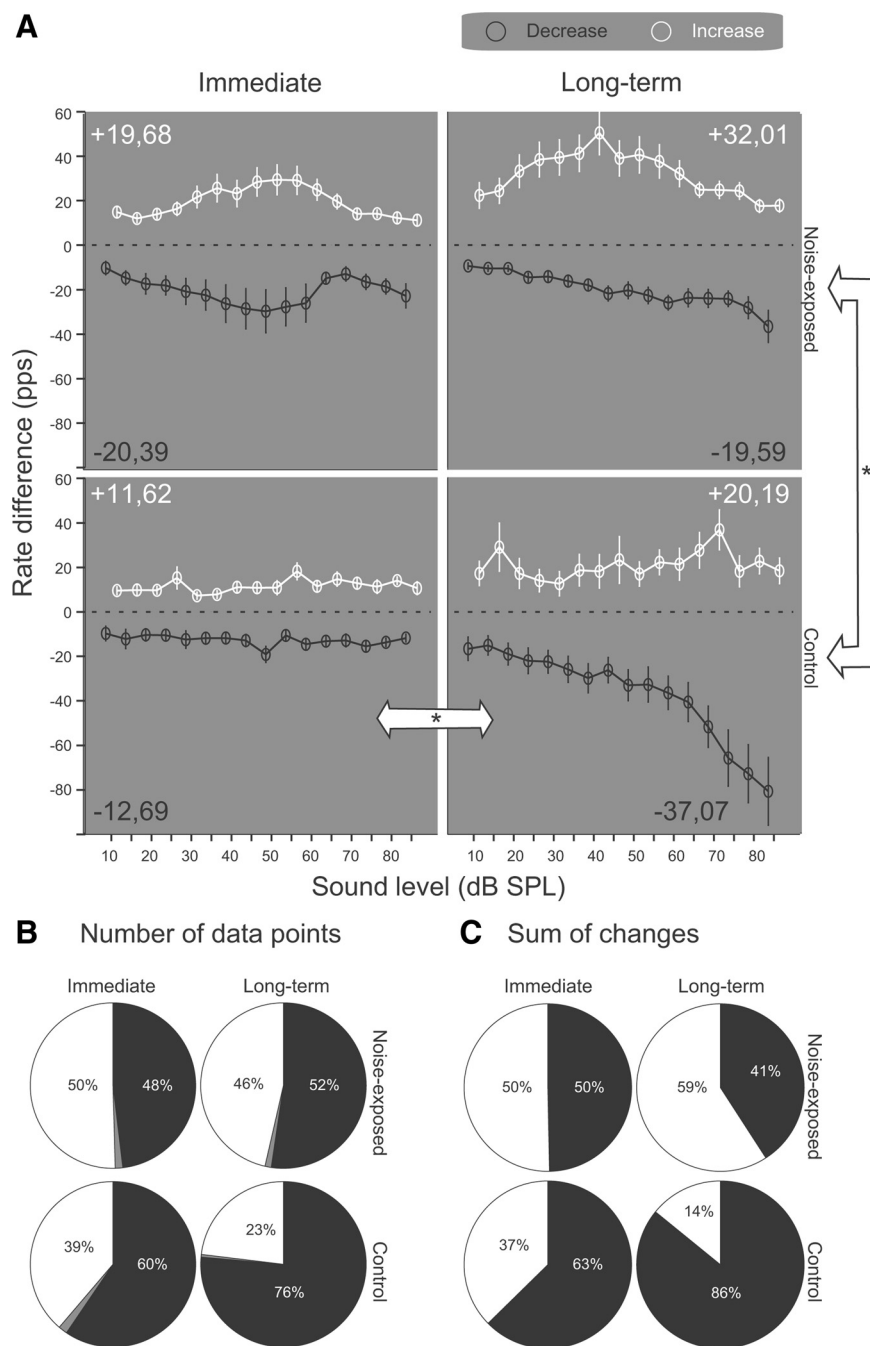 A
Decrease Increase
Immediate Long-term
Rate difference (pps)
60
40
20
0
-20
-40
-60
-80
+19,68
-20,39
+32,01
-19,59
Noise-exposed
60
40
20
0
-20
-40
-60
-80
+11,62
-12,69
+20,19
-37,07
Control
*
*
10 20 30 40 50 60 70 80
10 20 30 40 50 60 70 80
Sound level (dB SPL)
B Number of data points
Immediate Long-term
50% 48%
46% 52%
Noise-exposed
39% 60%
23%
76%
Control
C Sum of changes
Immediate Long-term
50% 50%
59% 41%
Noise-exposed
37% 63%
14%
86%
Control